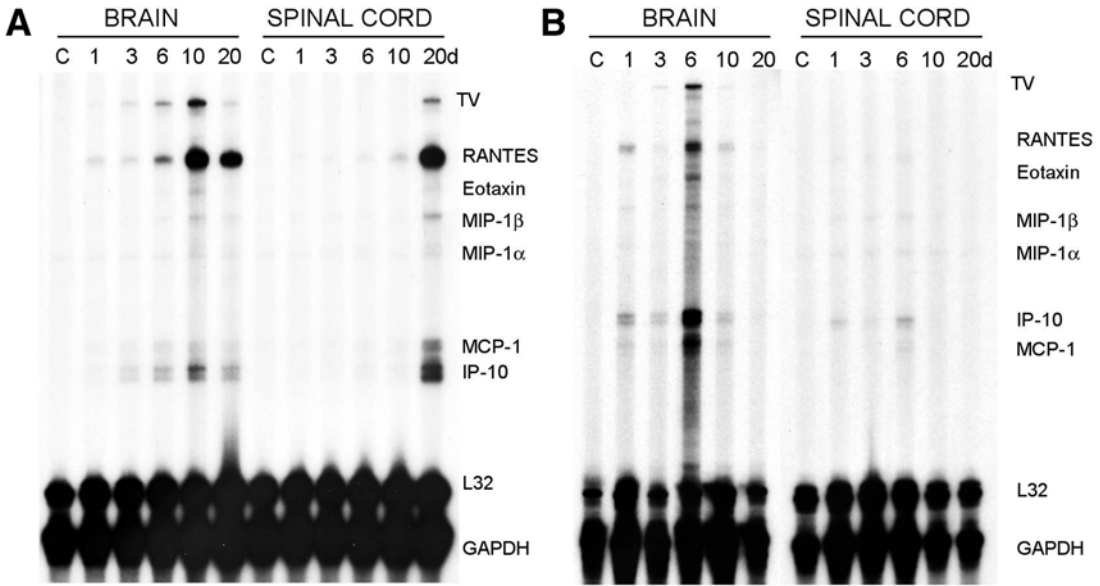 A
BRAIN SPINAL CORD
C 1 3 6 10 20 C 1 3 6 10 20d
TV
RANTES
Eotaxin
MIP-1β
MIP-1α
MCP-1
IP-10
L32
GAPDH
B
BRAIN SPINAL CORD
C 1 3 6 10 20 C 1 3 6 10 20d
TV
RANTES
Eotaxin
MIP-1β
MIP-1α
IP-10
MCP-1
L32
GAPDH